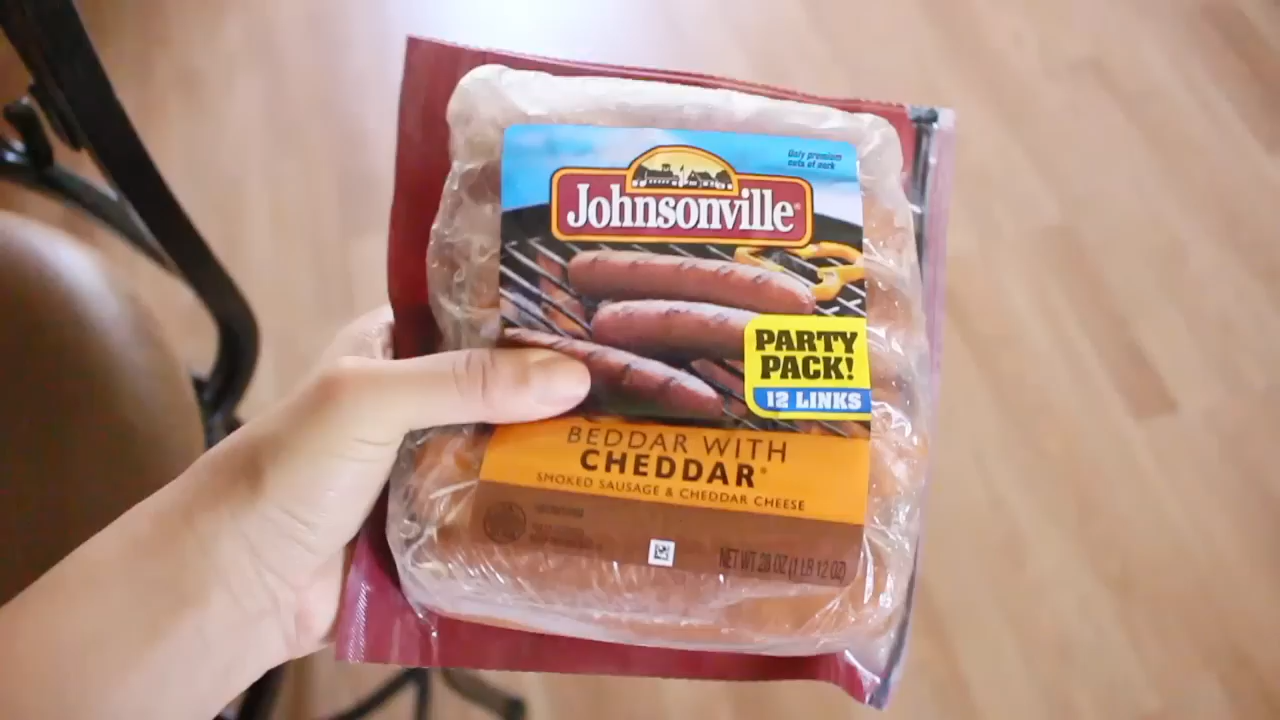 Only premium
cuts of pork
Johnsonville®
PARTY
PACK!
12 LINKS
BEDDAR WITH
CHEDDAR®
SMOKED SAUSAGE & CHEDDAR CHEESE
NET WT 28 OZ (1 LB 12 OZ)